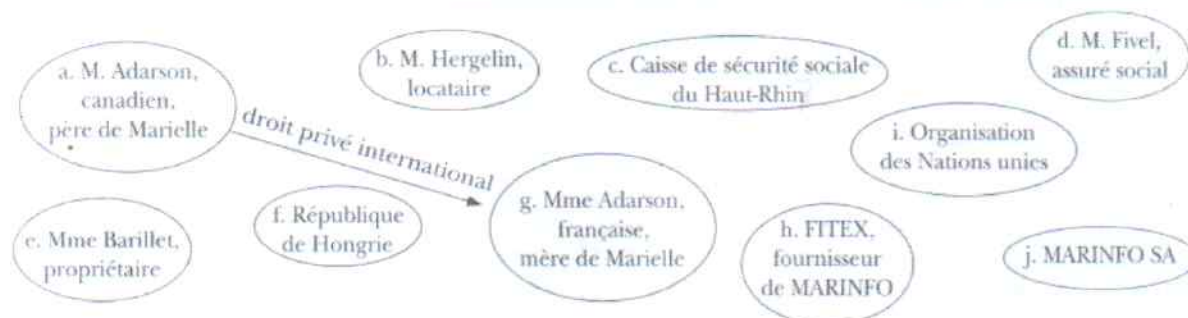 a. M. Adarson,
canadien,
père de Marielle
b. M. Hergelin,
locataire
c. Caisse de sécurité sociale
du Haut-Rhin
d. M. Fivel,
assuré social
droit privé international
i. Organisation
des Nations unies
e. Mme Barillet,
propriétaire
f. République
de Hongrie
g. Mme Adarson,
française,
mère de Marielle
h. FITEX,
fournisseur
de MARINFO
j. MARINFO SA